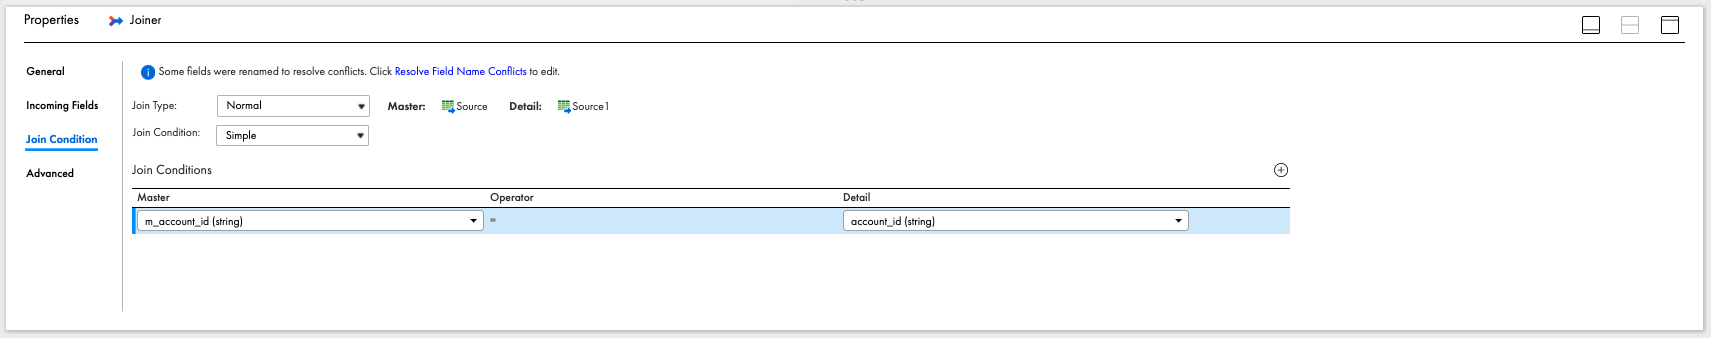 Properties Joiner
General
Some fields were renamed to resolve conflicts. Click Resolve Field Name Conflicts to edit.
Incoming Fields
Join Type: Normal Master: Source Detail: Source1
Join Condition
Join Condition: Simple
Advanced
Join Conditions
Master Operator Detail
m_account_id (string) = account_id (string)